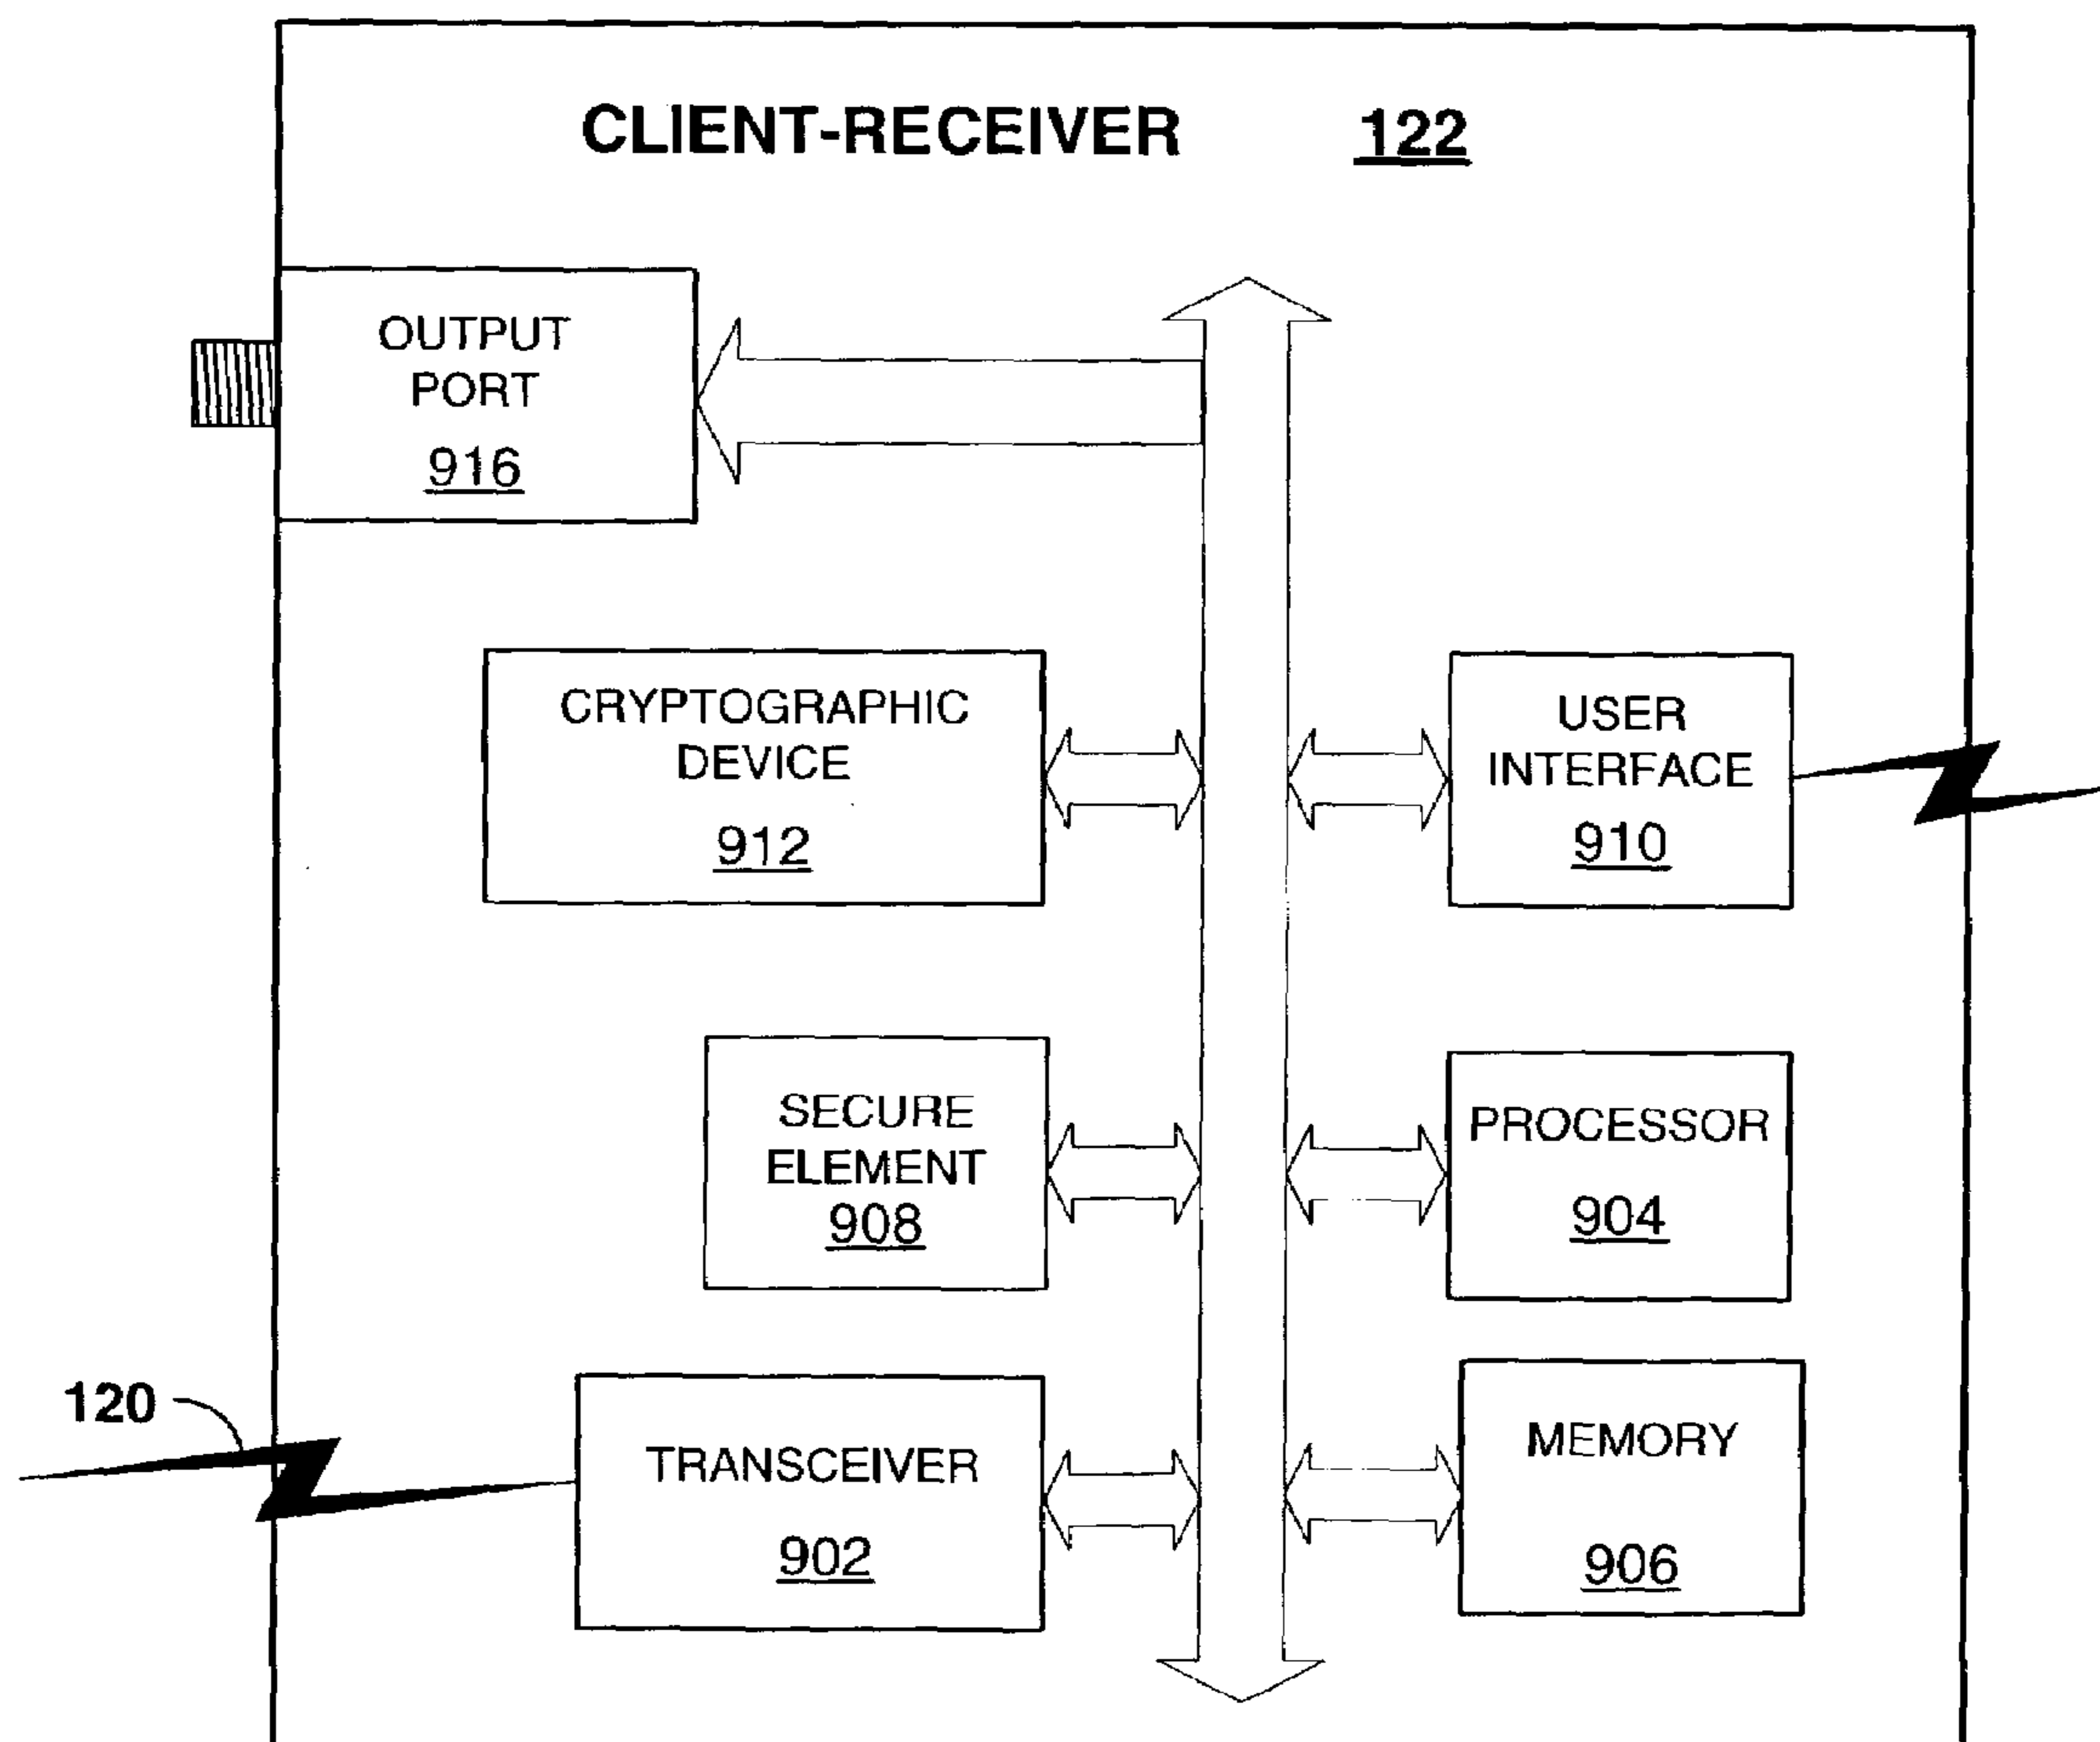 CLIENT-RECEIVER 122
OUTPUT
PORT
916
CRYPTOGRAPHIC
DEVICE
912
USER
INTERFACE
910
SECURE
ELEMENT
908
PROCESSOR
904
120
TRANSCEIVER
902
MEMORY
906